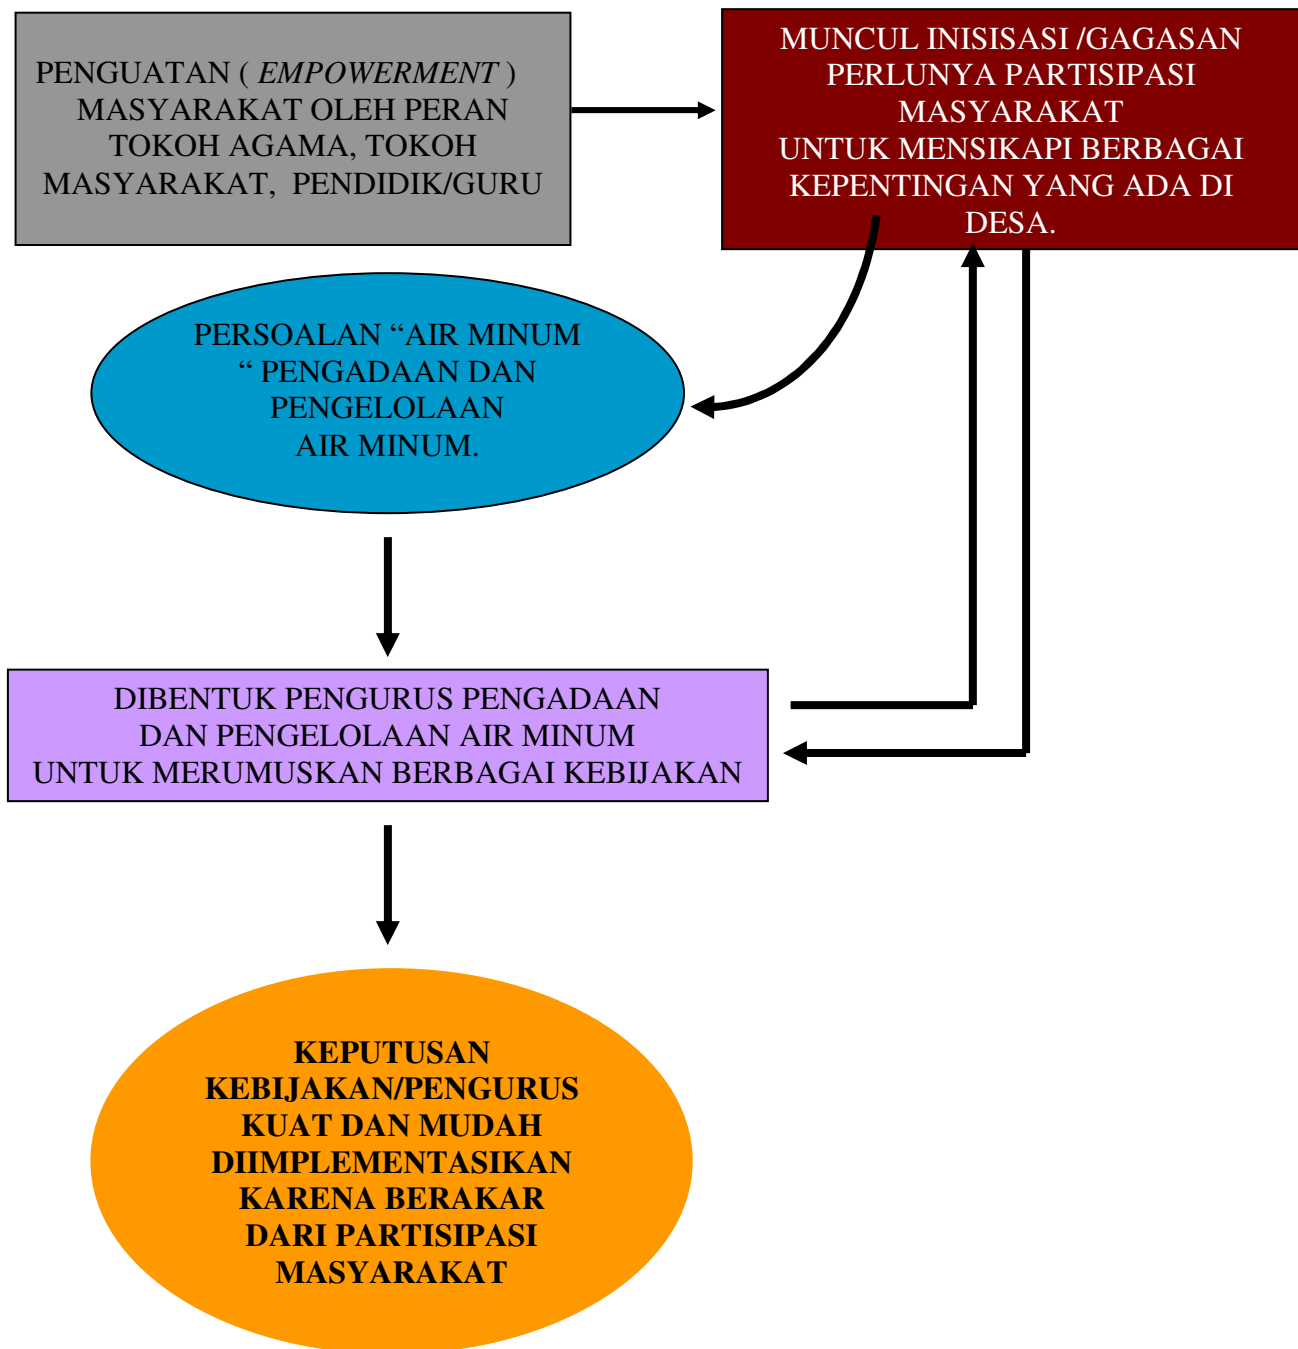 PENGUATAN ( EMPOWERMENT )
MASYARAKAT OLEH PERAN
TOKOH AGAMA, TOKOH
MASYARAKAT, PENDIDIK/GURU
MUNCUL INISISASI /GAGASAN
PERLUNYA PARTISIPASI
MASYARAKAT
UNTUK MENSIKAPI BERBAGAI
KEPENTINGAN YANG ADA DI
DESA.
PERSOALAN “AIR MINUM
“ PENGADAAN DAN
PENGELOLAAN
AIR MINUM.
DIBENTUK PENGURUS PENGADAAN
DAN PENGELOLAAN AIR MINUM
UNTUK MERUMUSKAN BERBAGAI KEBIJAKAN
KEPUTUSAN
KEBIJAKAN/PENGURUS
KUAT DAN MUDAH
DIIMPLEMENTASIKAN
KARENA BERAKAR
DARI PARTISIPASI
MASYARAKAT